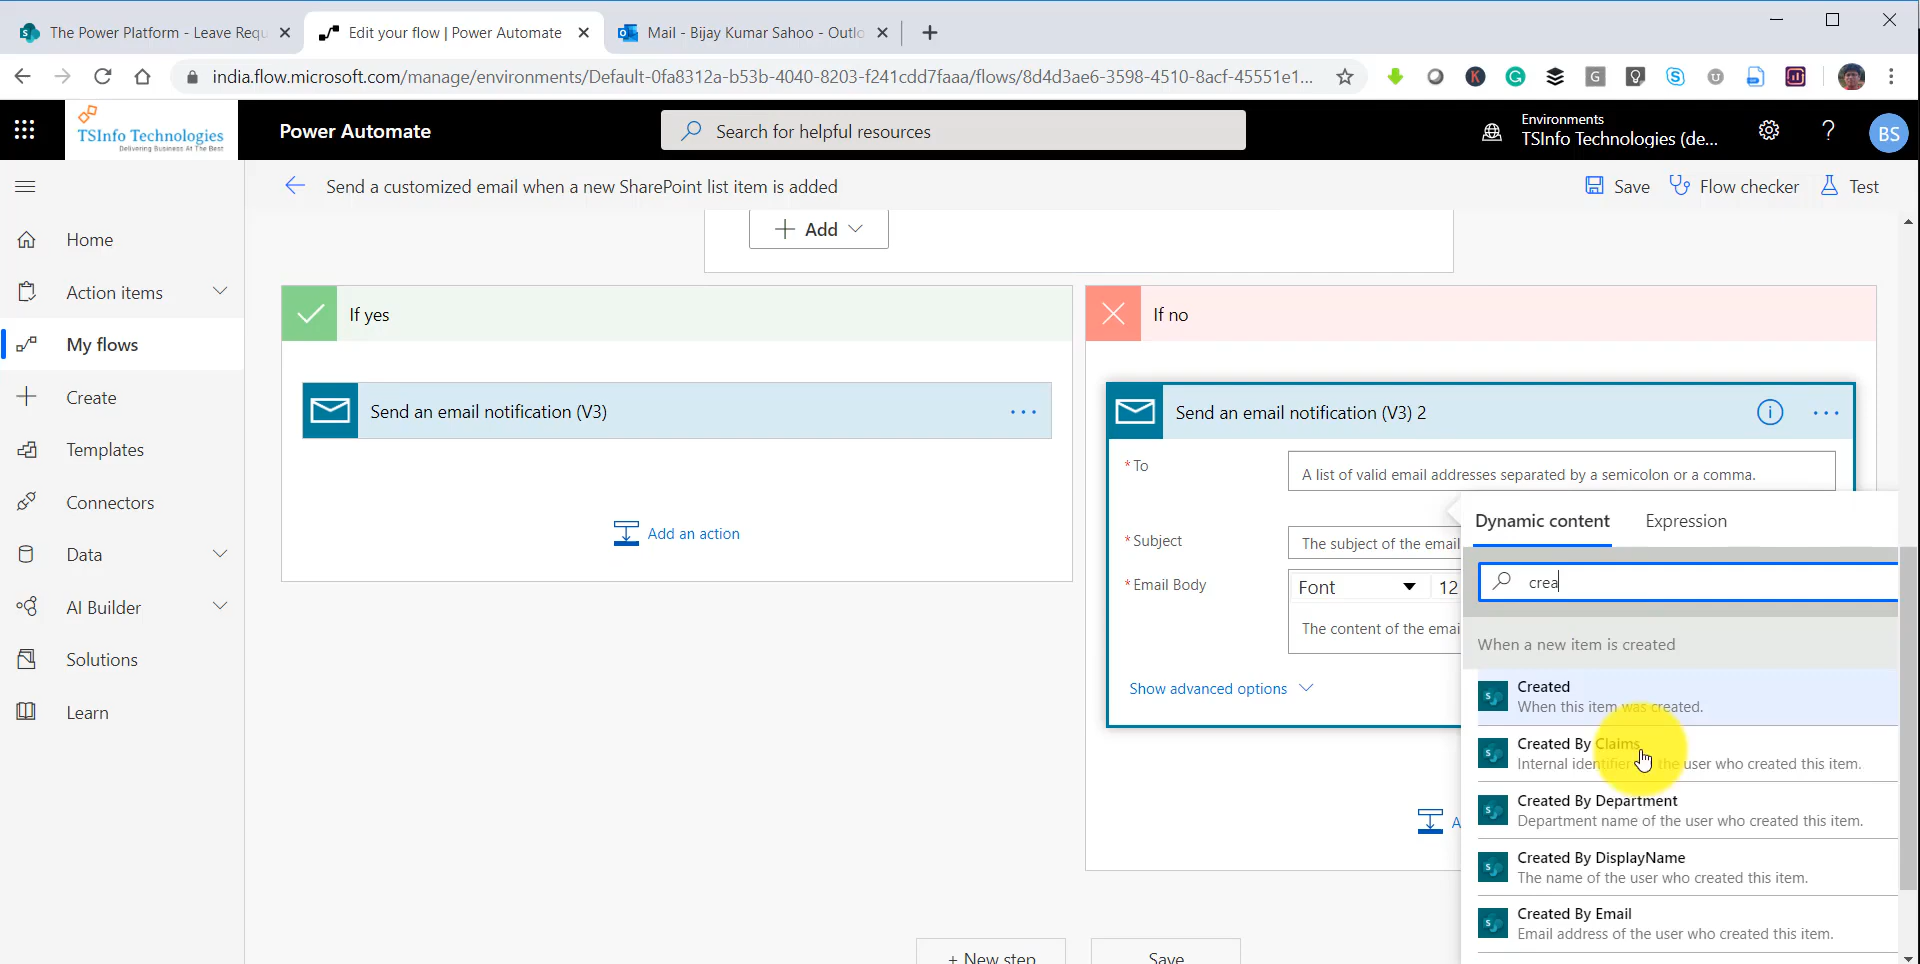 The Power Platform - Leave Requ
Edit your flow | Power Automate
Mail - Bijay Kumar Sahoo - Outlo
india.flow.microsoft.com/manage/environments/Default-0fa8312a-b53b-4040-8203-f241cdd7faaa/flows/8d4d3ae6-3598-4510-8acf-45551e1...
TSInfo Technologies
Delivering Business At The Best
Power Automate
Search for helpful resources
Environments
TSInfo Technologies (de...
BS
Send a customized email when a new SharePoint list item is added
Save
Flow checker
Test
Home
Action items
My flows
Create
Templates
Connectors
Data
AI Builder
Solutions
Learn
+ Add
If yes
Send an email notification (V3)
...
Add an action
If no
Send an email notification (V3) 2
...
* To
A list of valid email addresses separated by a semicolon or a comma.
* Subject
The subject of the email
* Email Body
Font
12
The content of the emai
Show advanced options
A
Dynamic content
Expression
crea
When a new item is created
Created
When this item was created.
Created By Claims
Internal identifier the user who created this item.
Created By Department
Department name of the user who created this item.
Created By DisplayName
The name of the user who created this item.
Created By Email
Email address of the user who created this item.
+ New step
Save